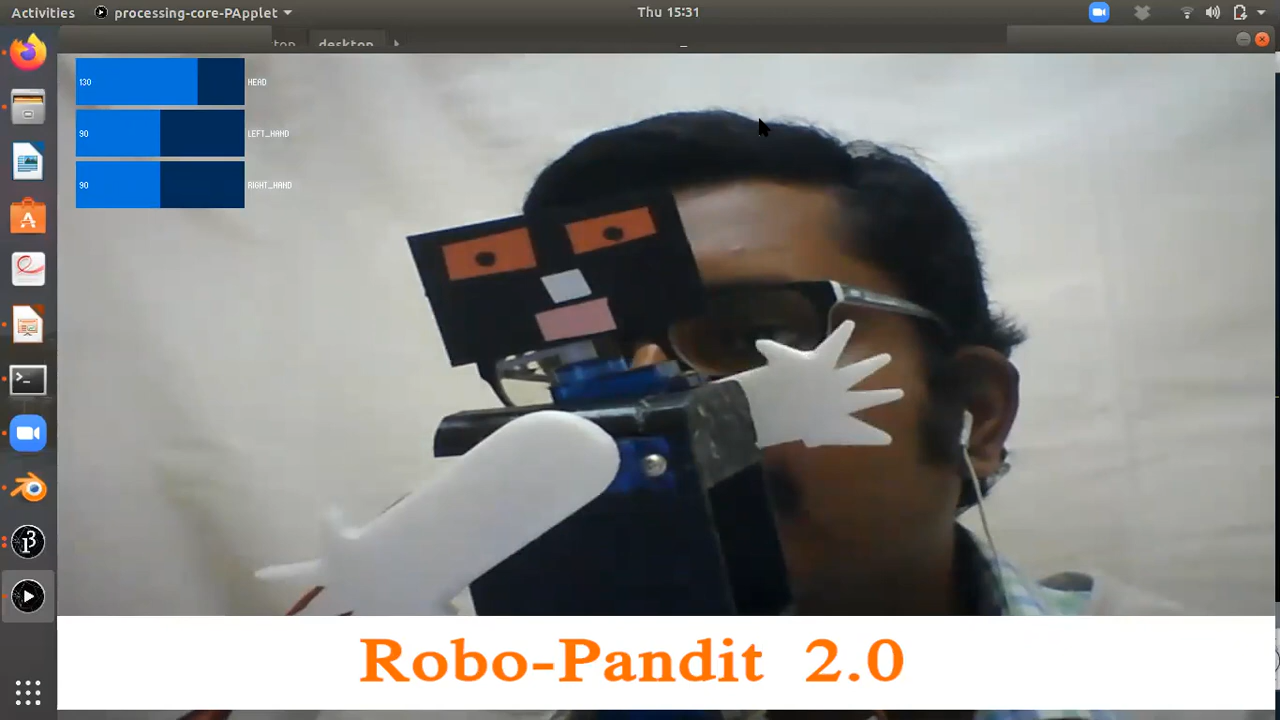 Activities processing-core-PApplet Thu 15:31
desktop
130 HEAD
90 LEFT_HAND
90 RIGHT_HAND
Robo-Pandit 2.0